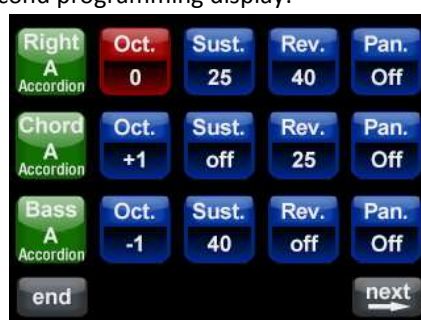 cond programming display?
Right Oct. Sust. Rev. Pan.
A 0 25 40 Off
Accordion
Chord Oct. Sust. Rev. Pan.
A +1 off 25 Off
Accordion
Bass Oct. Sust. Rev. Pan.
A -1 40 off Off
Accordion
end next